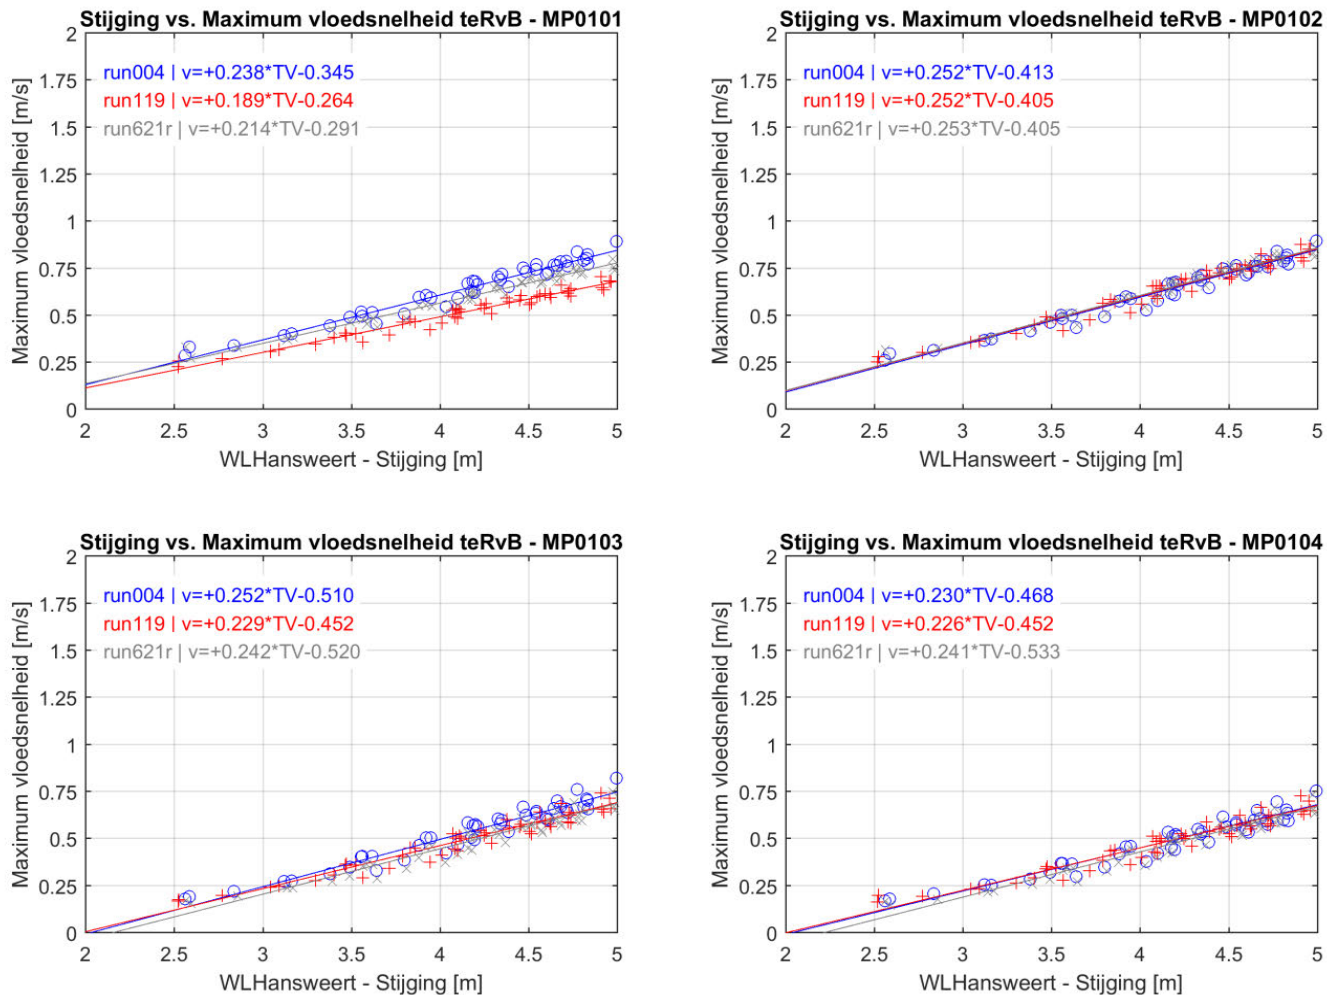 Stijging vs. Maximum vloedsnelheid teRvB - MP0101
run004 | v=+0.238*TV-0.345
run119 | v=+0.189*TV-0.264
run621r | v=+0.214*TV-0.291
Maximum vloedsnelheid [m/s]
2
1.75
1.5
1.25
1
0.75
0.5
0.25
0
2
2.5
3
3.5
4
4.5
5
WLHansweert - Stijging [m]
Stijging vs. Maximum vloedsnelheid teRvB - MP0102
run004 | v=+0.252*TV-0.413
run119 | v=+0.252*TV-0.405
run621r | v=+0.253*TV-0.405
Maximum vloedsnelheid [m/s]
2
1.75
1.5
1.25
1
0.75
0.5
0.25
0
2
2.5
3
3.5
4
4.5
5
WLHansweert - Stijging [m]
Stijging vs. Maximum vloedsnelheid teRvB - MP0103
run004 | v=+0.252*TV-0.510
run119 | v=+0.229*TV-0.452
run621r | v=+0.242*TV-0.520
Maximum vloedsnelheid [m/s]
2
1.75
1.5
1.25
1
0.75
0.5
0.25
0
2
2.5
3
3.5
4
4.5
5
WLHansweert - Stijging [m]
Stijging vs. Maximum vloedsnelheid teRvB - MP0104
run004 | v=+0.230*TV-0.468
run119 | v=+0.226*TV-0.452
run621r | v=+0.241*TV-0.533
Maximum vloedsnelheid [m/s]
2
1.75
1.5
1.25
1
0.75
0.5
0.25
0
2
2.5
3
3.5
4
4.5
5
WLHansweert - Stijging [m]